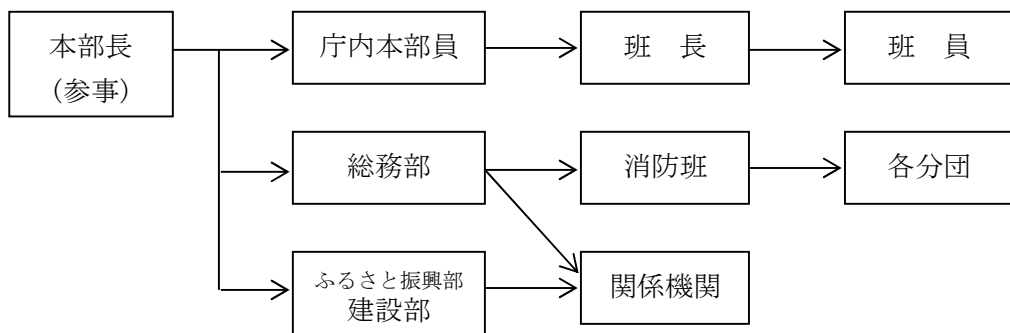 本部長
(参事)
庁内本部員
班　長
班　員
総務部
消防班
各分団
ふるさと振興部
建設部
関係機関